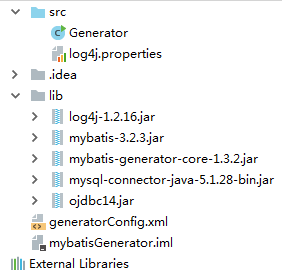 src
Generator
log4j.properties
.idea
lib
log4j-1.2.16.jar
mybatis-3.2.3.jar
mybatis-generator-core-1.3.2.jar
mysql-connector-java-5.1.28-bin.jar
ojdbc14.jar
generatorConfig.xml
mybatisGenerator.iml
External Libraries